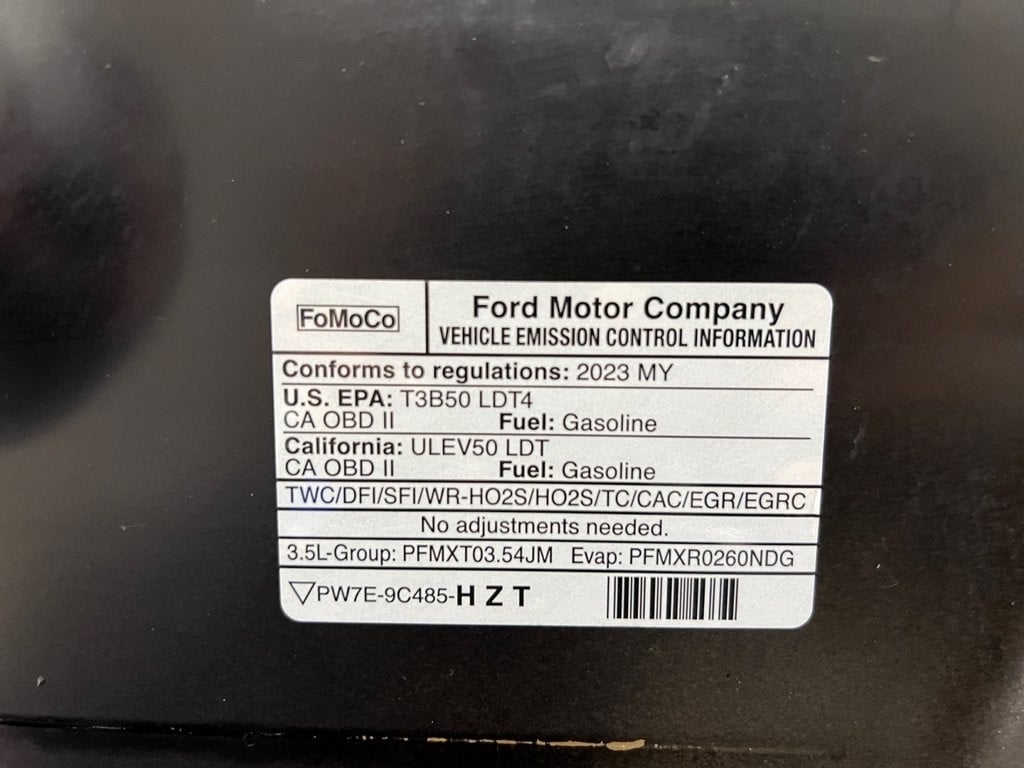 FoMoCo
Ford Motor Company
VEHICLE EMISSION CONTROL INFORMATION
Conforms to regulations: 2023 MY
U.S. EPA: T3B50 LDT4
CA OBD II Fuel: Gasoline
California: ULEV50 LDT
CA OBD II Fuel: Gasoline
TWC/DFI/SFI/WR-HO2S/HO2S/TC/CAC/EGR/EGRC
No adjustments needed.
3.5L-Group: PFMXT03.54JM Evap: PFMXR0260NDG
PW7E-9C485-H Z T